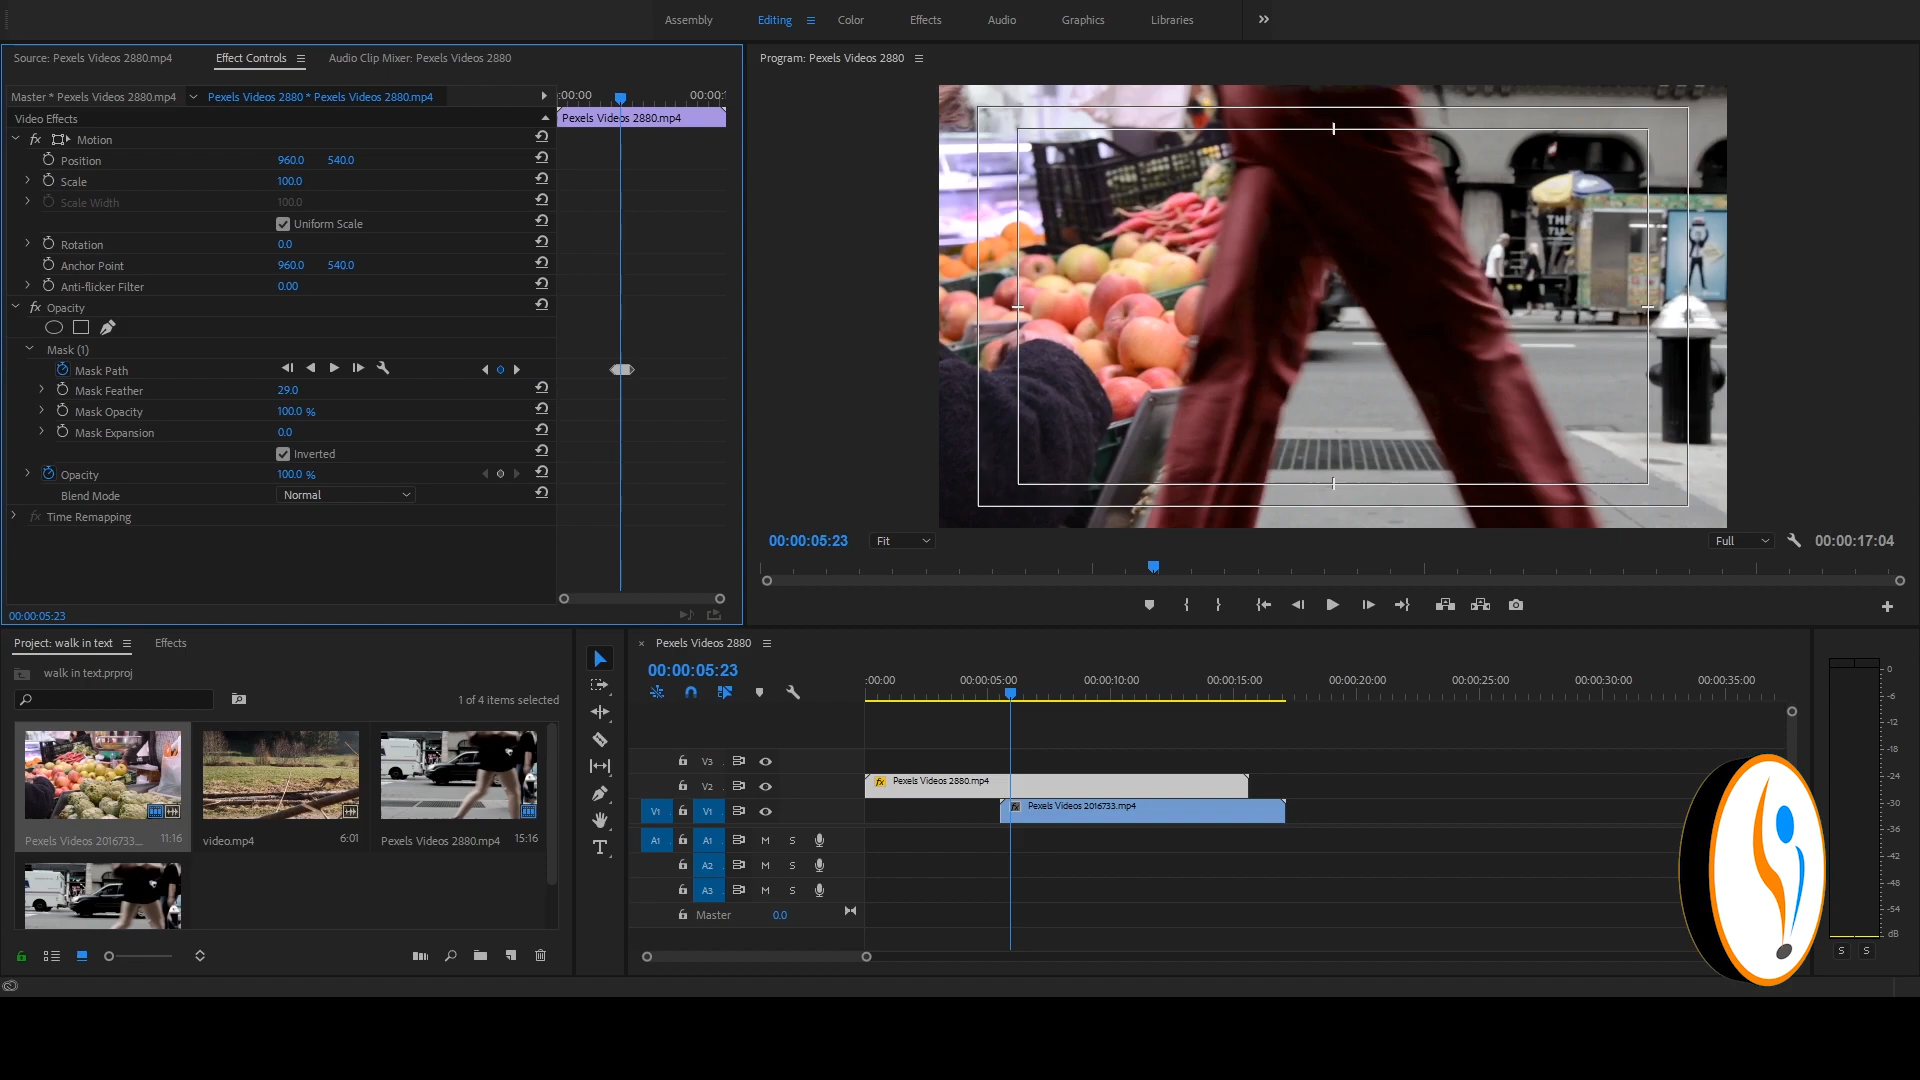 Assembly Editing Color Effects Audio Graphics Libraries
Source: Pexels Videos 2880.mp4 Effect Controls Audio Clip Mixer: Pexels Videos 2880
Master * Pexels Videos 2880.mp4 Pexels Videos 2880 * Pexels Videos 2880.mp4
:00:00 00:00:1
Video Effects
Pexels Videos 2880.mp4
fx Motion
Position 960.0 540.0
Scale 100.0
Scale Width 100.0
Uniform Scale
Rotation 0.0
Anchor Point 960.0 540.0
Anti-flicker Filter 0.00
fx Opacity
Mask (1)
Mask Path
Mask Feather 29.0
Mask Opacity 100.0 %
Mask Expansion 0.0
Inverted
Opacity 100.0 %
Blend Mode Normal
fx Time Remapping
00:00:05:23
Program: Pexels Videos 2880
THE
00:00:05:23 Fit Full 00:00:17:04
Project: walk in text Effects
walk in text.prproj
1 of 4 items selected
Pexels Videos 2016733... 11:16
video.mp4 6:01
Pexels Videos 2880.mp4 15:16
Pexels Videos 2880
00:00:05:23
:00:00 00:00:05:00 00:00:10:00 00:00:15:00 00:00:20:00 00:00:25:00 00:00:30:00 00:00:35:00
V3
V2 fx Pexels Videos 2880.mp4
V1 V1 fx Pexels Videos 2016733.mp4
A1 A1 M S
A2 M S
A3 M S
Master 0.0
0
-6
-12
-18
-24
-30
-36
-42
-48
-54
dB
S S